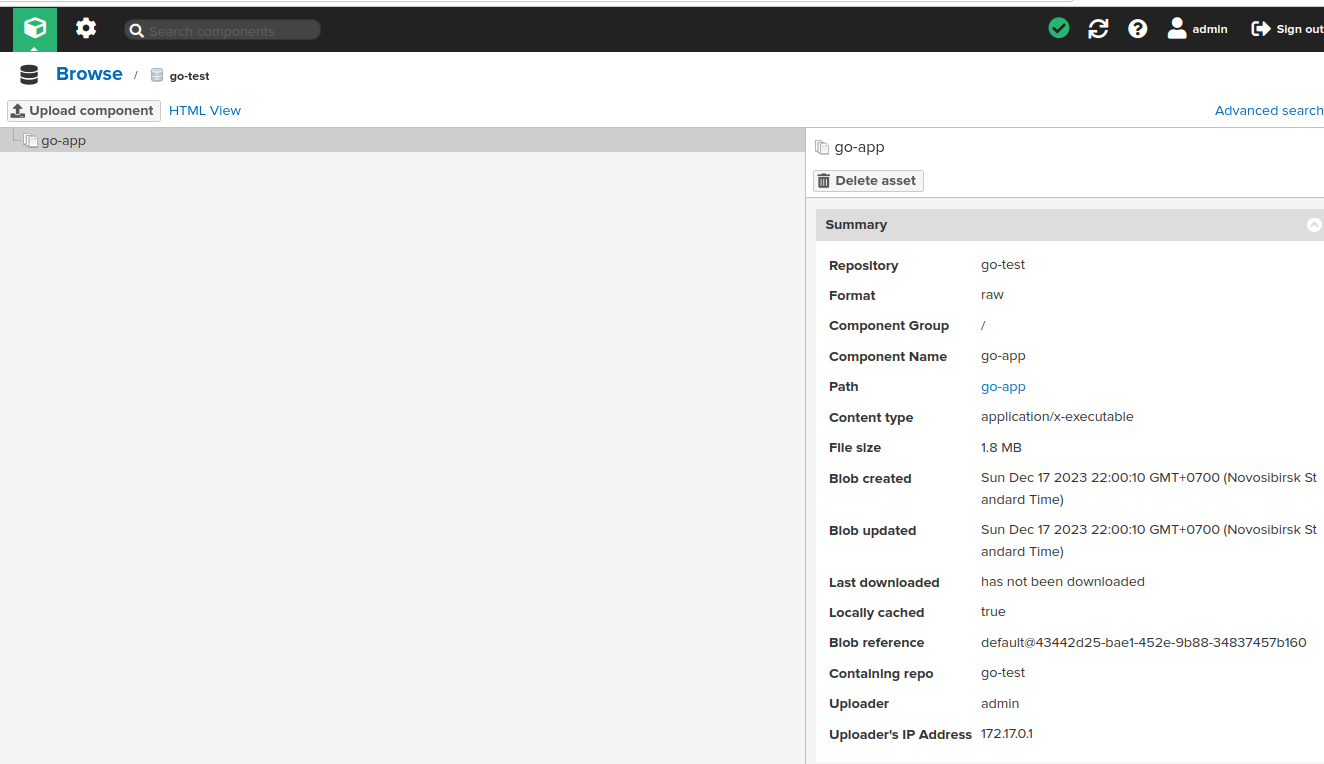 Search components
admin
Sign out
Browse / go-test
Upload component
HTML View
Advanced search
go-app
go-app
Delete asset
Summary
Repository go-test
Format raw
Component Group /
Component Name go-app
Path go-app
Content type application/x-executable
File size 1.8 MB
Blob created Sun Dec 17 2023 22:00:10 GMT+0700 (Novosibirsk St
andard Time)
Blob updated Sun Dec 17 2023 22:00:10 GMT+0700 (Novosibirsk St
andard Time)
Last downloaded has not been downloaded
Locally cached true
Blob reference default@43442d25-bae1-452e-9b88-34837457b160
Containing repo go-test
Uploader admin
Uploader's IP Address 172.17.0.1